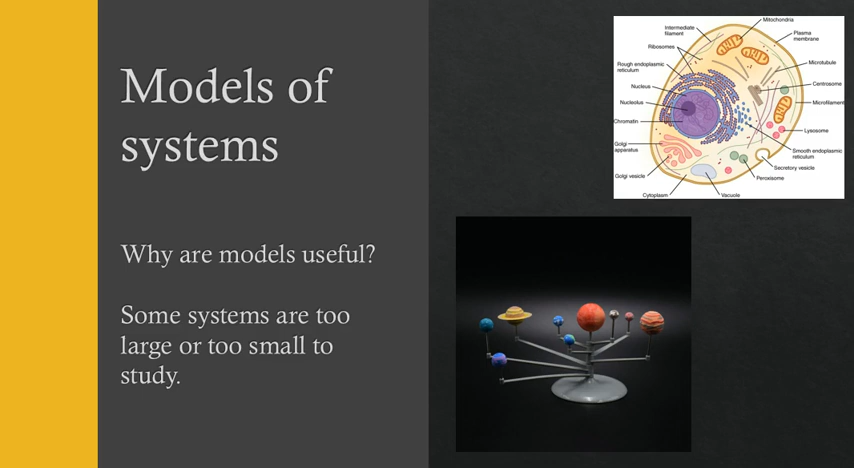 Models of
systems
Why are models useful?
Some systems are too
large or too small to
study.
Mitochondria
Intermediate
filament
Plasma
membrane
Ribosomes
Rough endoplasmic
reticulum
Microtubule
Nucleus
Centrosome
Nucleolus
Microfilament
Chromatin
Lysosome
Golgi
apparatus
Smooth endoplasmic
reticulum
Secretory vesicle
Golgi vesicle
Peroxisome
Cytoplasm
Vacuole